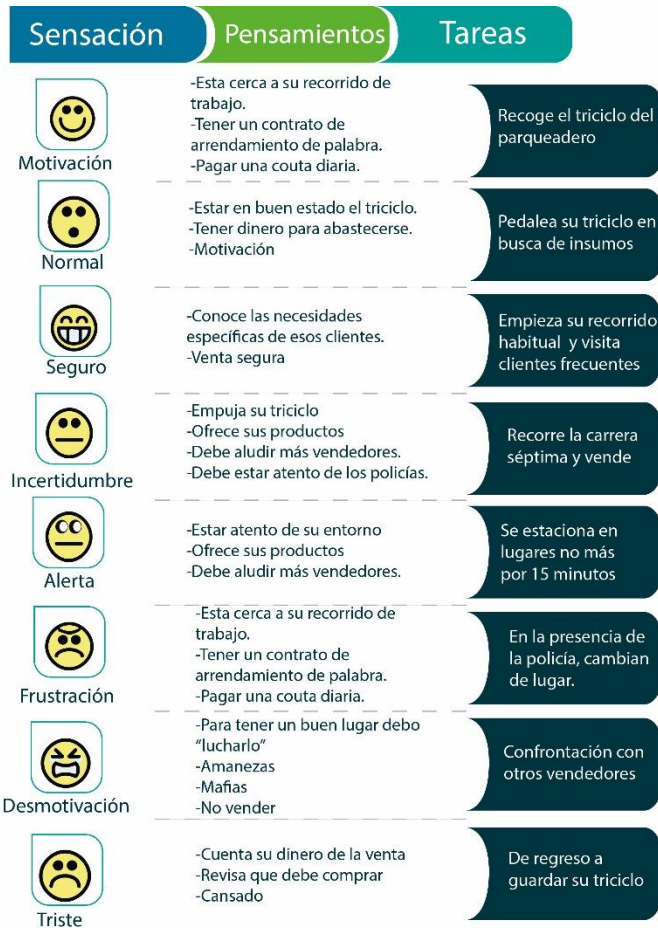 Sensación
Pensamientos
Tareas
Motivación
-Esta cerca a su recorrido de
trabajo.
-Tener un contrato de
arrendamiento de palabra.
-Pagar una couta diaria.
Recoge el triciclo del
parqueadero
Normal
-Estar en buen estado el triciclo.
-Tener dinero para abastecerse.
-Motivación
Pedalea su triciclo en
busca de insumos
Seguro
-Conoce las necesidades
específicas de esos clientes.
-Venta segura
Empieza su recorrido
habitual y visita
clientes frecuentes
Incertidumbre
-Empuja su triciclo
-Ofrece sus productos
-Debe aludir más vendedores.
-Debe estar atento de los policías.
Recorre la carrera
séptima y vende
Alerta
-Estar atento de su entorno
-Ofrece sus productos
-Debe aludir más vendedores.
Se estaciona en
lugares no más
por 15 minutos
Frustración
-Esta cerca a su recorrido de
trabajo.
-Tener un contrato de
arrendamiento de palabra.
-Pagar una couta diaria.
En la presencia de
la policía, cambian
de lugar.
Desmotivación
-Para tener un buen lugar debo
“lucharlo”
-Amanezas
-Mafias
-No vender
Confrontación con
otros vendedores
Triste
-Cuenta su dinero de la venta
-Revisa que debe comprar
-Cansado
De regreso a
guardar su triciclo